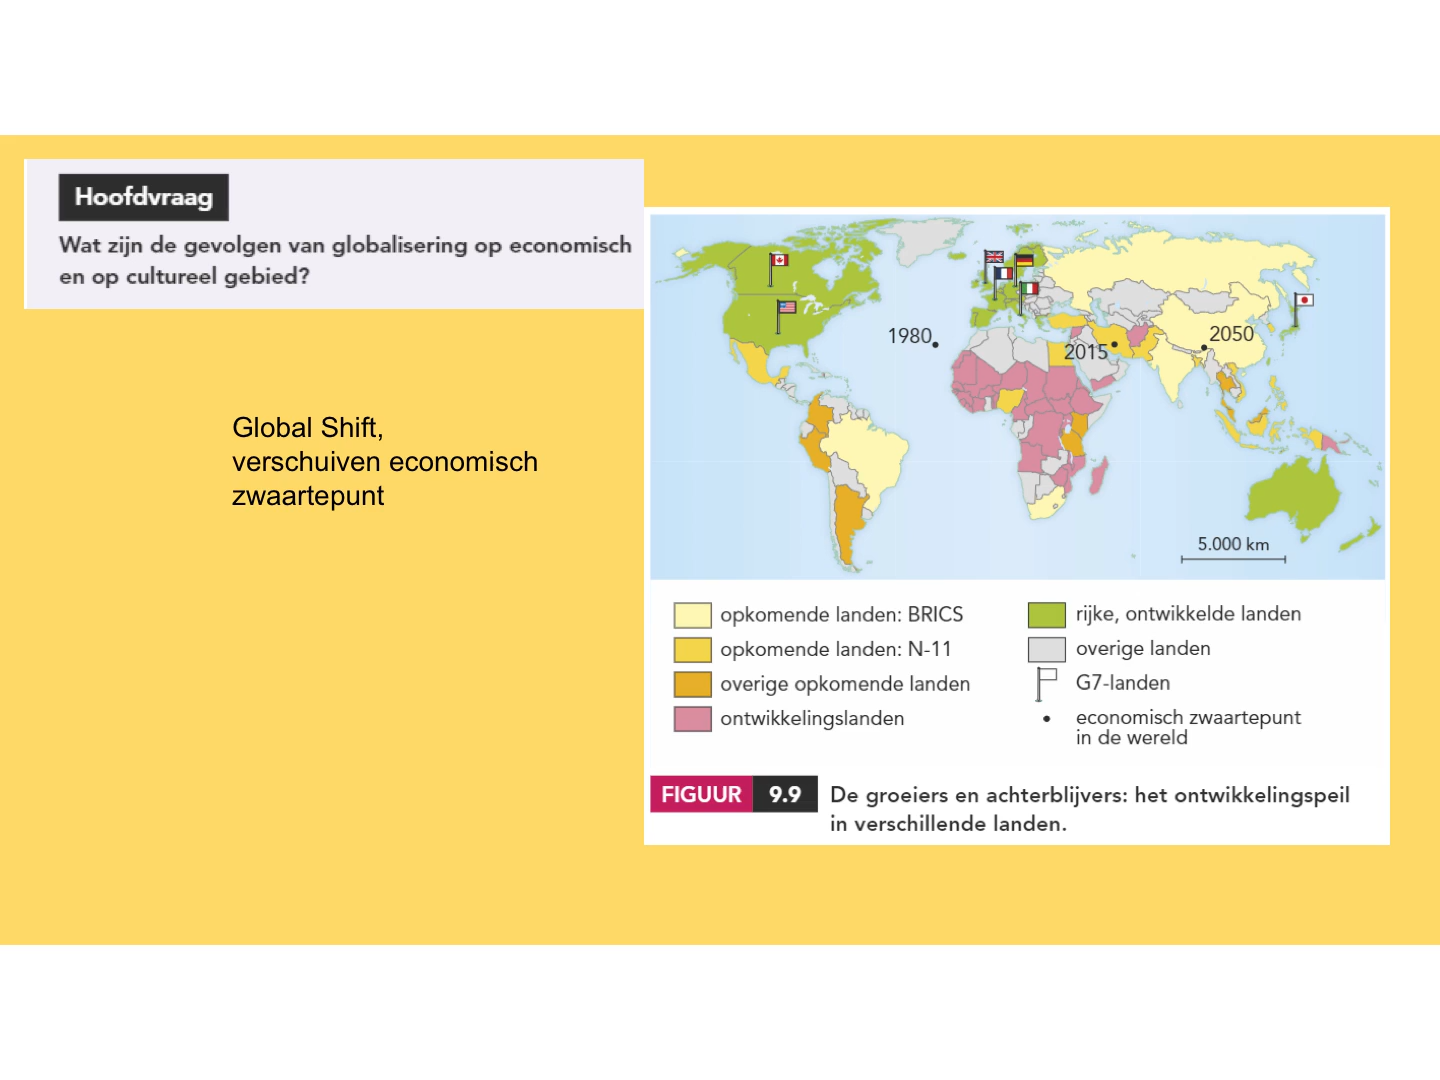 Hoofdvraag
Wat zijn de gevolgen van globalisering op economisch
en op cultureel gebied?
Global Shift,
verschuiven economisch
zwaartepunt
1980
2015
2050
5.000 km
opkomende landen: BRICS
opkomende landen: N-11
overige opkomende landen
ontwikkelingslanden
rijke, ontwikkelde landen
overige landen
G7-landen
economisch zwaartepunt
in de wereld
FIGUUR 9.9 De groeiers en achterblijvers: het ontwikkelingspeil
in verschillende landen.